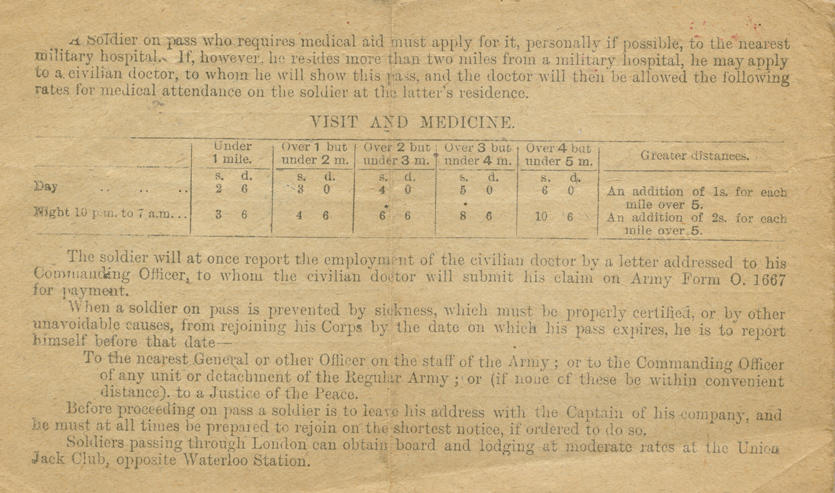 A Soldier on pass who requires medical aid must apply for it, personally if possible, to the nearest
military hospital. If, however, he resides more than two miles from a military hospital, he may apply
to a civilian doctor, to whom he will show this pass, and the doctor will then be allowed the following
rates for medical attendance on the soldier at the latter's residence.
VISIT AND MEDICINE.
Under 1 mile. | Over 1 but under 2 m. | Over 2 but under 3 m. | Over 3 but under 4 m. | Over 4 but under 5 m. | Greater distances.
s. d. | s. d. | s. d. | s. d. | s. d.
Day .. .. .. 2 6 | 3 0 | 4 0 | 5 0 | 6 0 | An addition of 1s. for each mile over 5.
Night 10 p.m. to 7 a.m... 3 6 | 4 6 | 6 6 | 8 6 | 10 6 | An addition of 2s. for each mile over 5.
The soldier will at once report the employment of the civilian doctor by a letter addressed to his
Commanding Officer, to whom the civilian doctor will submit his claim on Army Form O. 1667
for payment.
When a soldier on pass is prevented by sickness, which must be properly certified, or by other
unavoidable causes, from rejoining his Corps by the date on which his pass expires, he is to report
himself before that date—
To the nearest General or other Officer on the staff of the Army; or to the Commanding Officer
of any unit or detachment of the Regular Army; or (if none of these be within convenient
distance). to a Justice of the Peace.
Before proceeding on pass a soldier is to leave his address with the Captain of his company, and
he must at all times be prepared to rejoin on the shortest notice, if ordered to do so.
Soldiers passing through London can obtain board and lodging at moderate rates at the Union
Jack Club, opposite Waterloo Station.